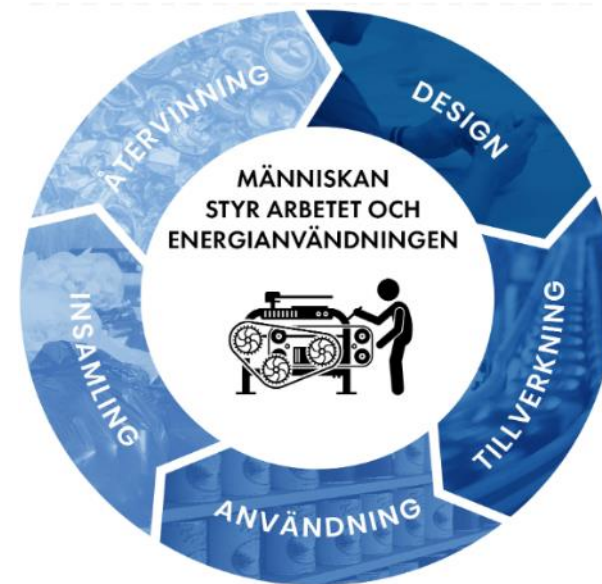 MÄNNISKAN
STYR ARBETET OCH
ENERGIANVÄNDNINGEN
DESIGN
TILLVERKNING
ANVÄNDNING
INSAMLING
ÅTERVINNING